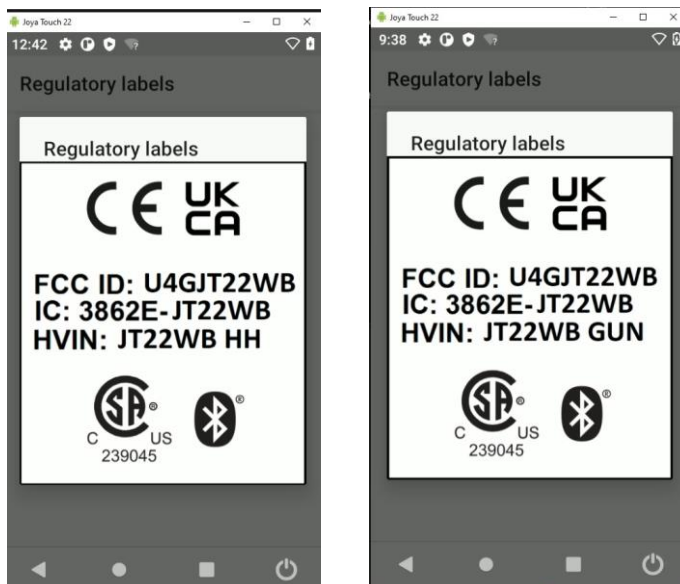 Joya Touch 22
12:42
Regulatory labels
Regulatory labels
CE UK
CA
FCC ID: U4GJT22WB
IC: 3862E-JT22WB
HVIN: JT22WB HH
SA ®
C US
239045
®
Joya Touch 22
9:38
Regulatory labels
Regulatory labels
CE UK
CA
FCC ID: U4GJT22WB
IC: 3862E-JT22WB
HVIN: JT22WB GUN
SA ®
C US
239045
®